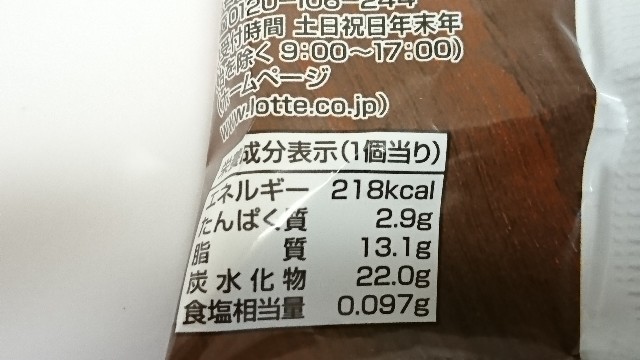 0120-108-244
受付時間 土日祝日年末年
を除く 9:00〜17:00)
(ホームページ
www.lotte.co.jp)
栄養成分表示(1個当り)
エネルギー 218kcal
たんぱく質 2.9g
脂質 13.1g
炭水化物 22.0g
食塩相当量 0.097g